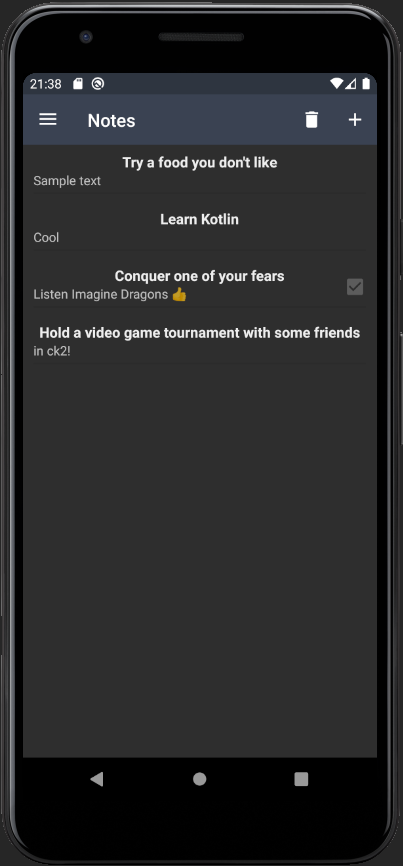 21:38
Notes
Try a food you don't like
Sample text
Learn Kotlin
Cool
Conquer one of your fears
Listen Imagine Dragons 👍
Hold a video game tournament with some friends
in ck2!